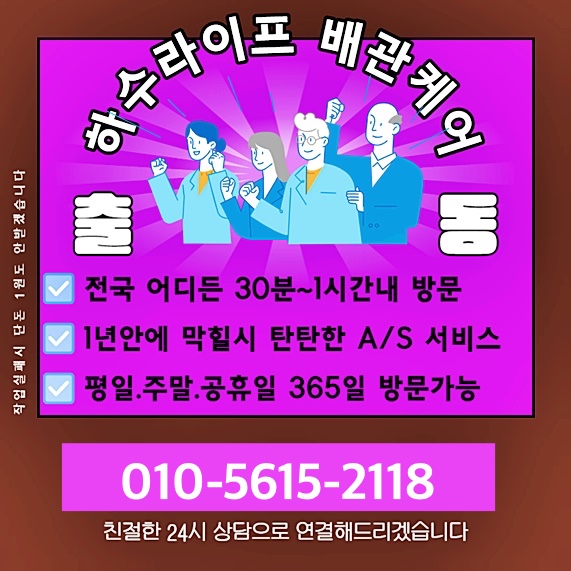 하수라이프 배관케어
출동
작업실패시 단돈 1원도 안받겠습니다
전국 어디든 30분~1시간내 방문
1년안에 막힐시 탄탄한 A/S 서비스
평일.주말.공휴일 365일 방문가능
010-5615-2118
친절한 24시 상담으로 연결해드리겠습니다